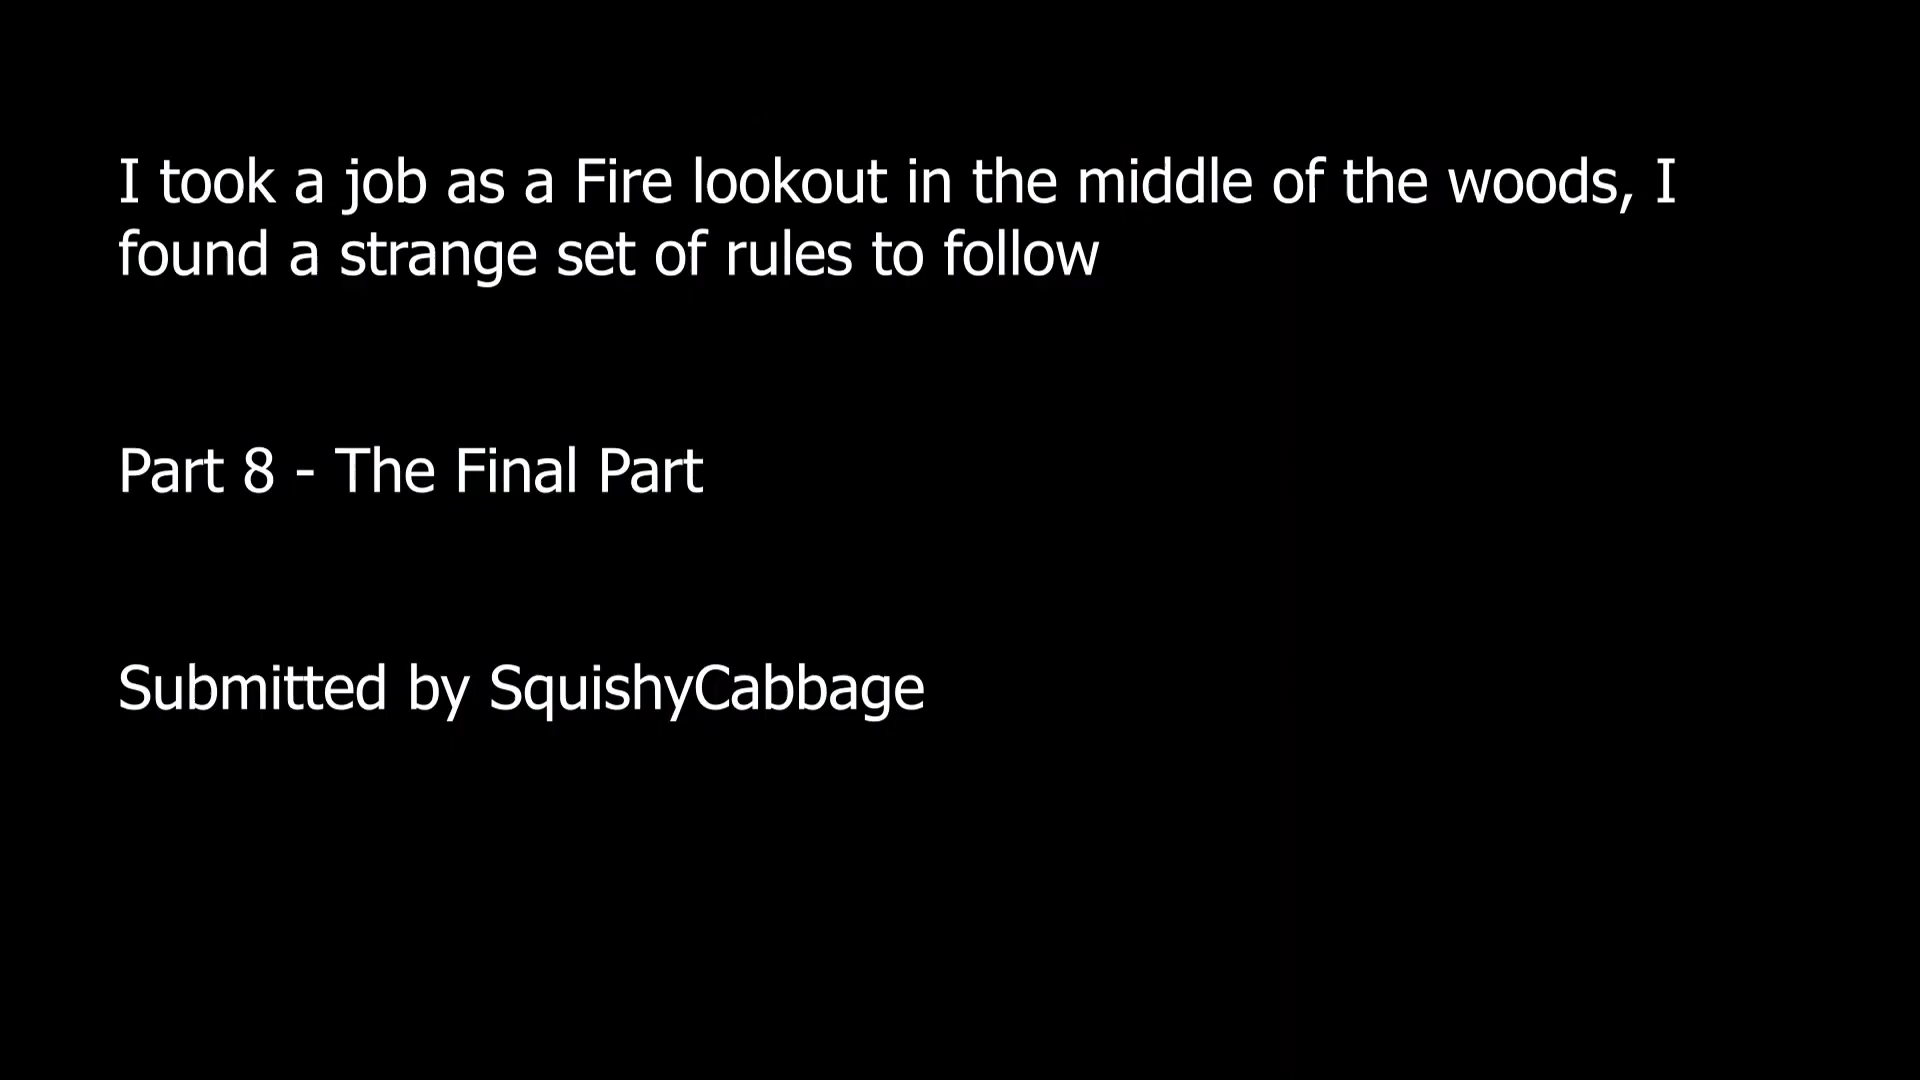 I took a job as a Fire lookout in the middle of the woods, I
found a strange set of rules to follow
Part 8 - The Final Part
Submitted by SquishyCabbage